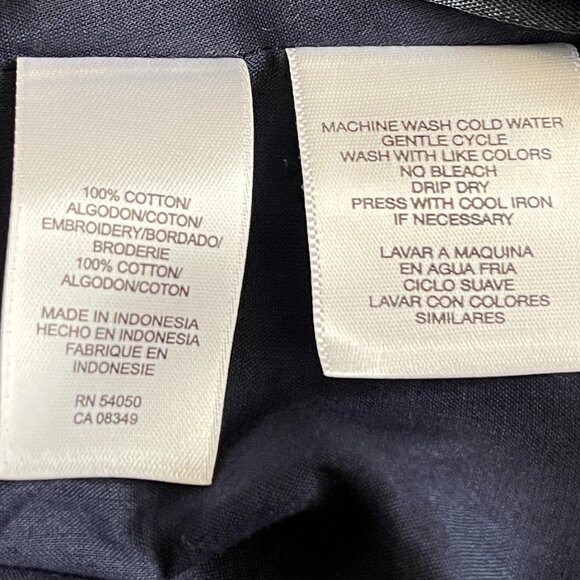 100% COTTON/
ALGODON/COTON/
EMBROIDERY/BORDADO/
BRODERIE
100% COTTON/
ALGODON/COTON
MADE IN INDONESIA
HECHO EN INDONESIA
FABRIQUE EN
INDONESIE
RN 54050
CA 08349
MACHINE WASH COLD WATER
GENTLE CYCLE
WASH WITH LIKE COLORS
NO BLEACH
DRIP DRY
PRESS WITH COOL IRON
IF NECESSARY
LAVAR A MAQUINA
EN AGUA FRIA
CICLO SUAVE
LAVAR CON COLORES
SIMILARES